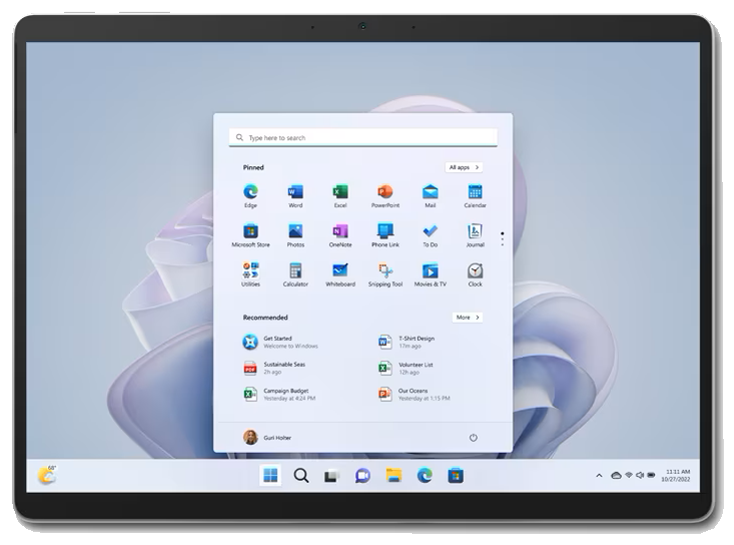 Type here to search
Pinned
All apps >
Edge
Word
Excel
PowerPoint
Mail
Calendar
Microsoft Store
Photos
OneNote
Phone Link
To Do
Journal
Utilities
Calculator
Whiteboard
Snipping Tool
Movies & TV
Clock
Recommended
More >
Get Started
Welcome to Windows
T-Shirt Design
17m ago
PDF
Sustainable Seas
2h ago
Volunteer List
12h ago
Campaign Budget
Yesterday at 4:24 PM
Our Oceans
Yesterday at 1:15 PM
Guri Holter
68°
11:11 AM
10/27/2022